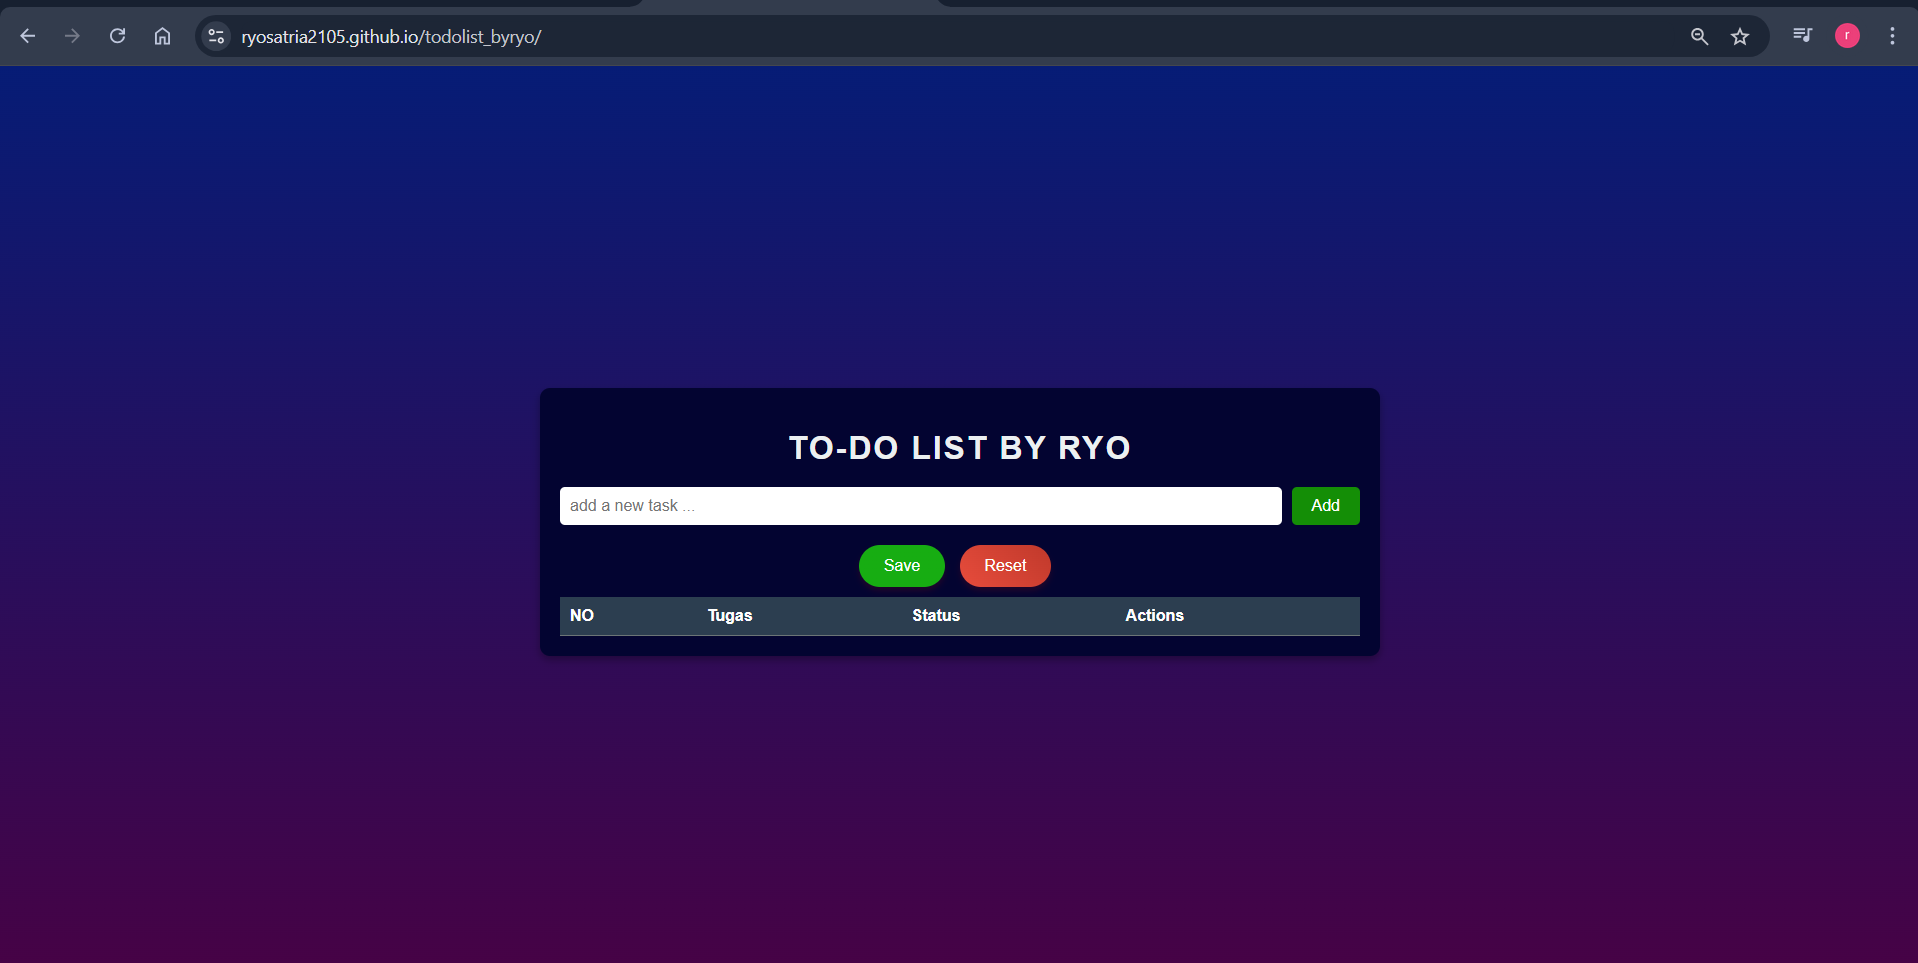 ryosatria2105.github.io/todolist_byryo/
r
TO-DO LIST BY RYO
add a new task ...
Add
Save
Reset
NO Tugas Status Actions